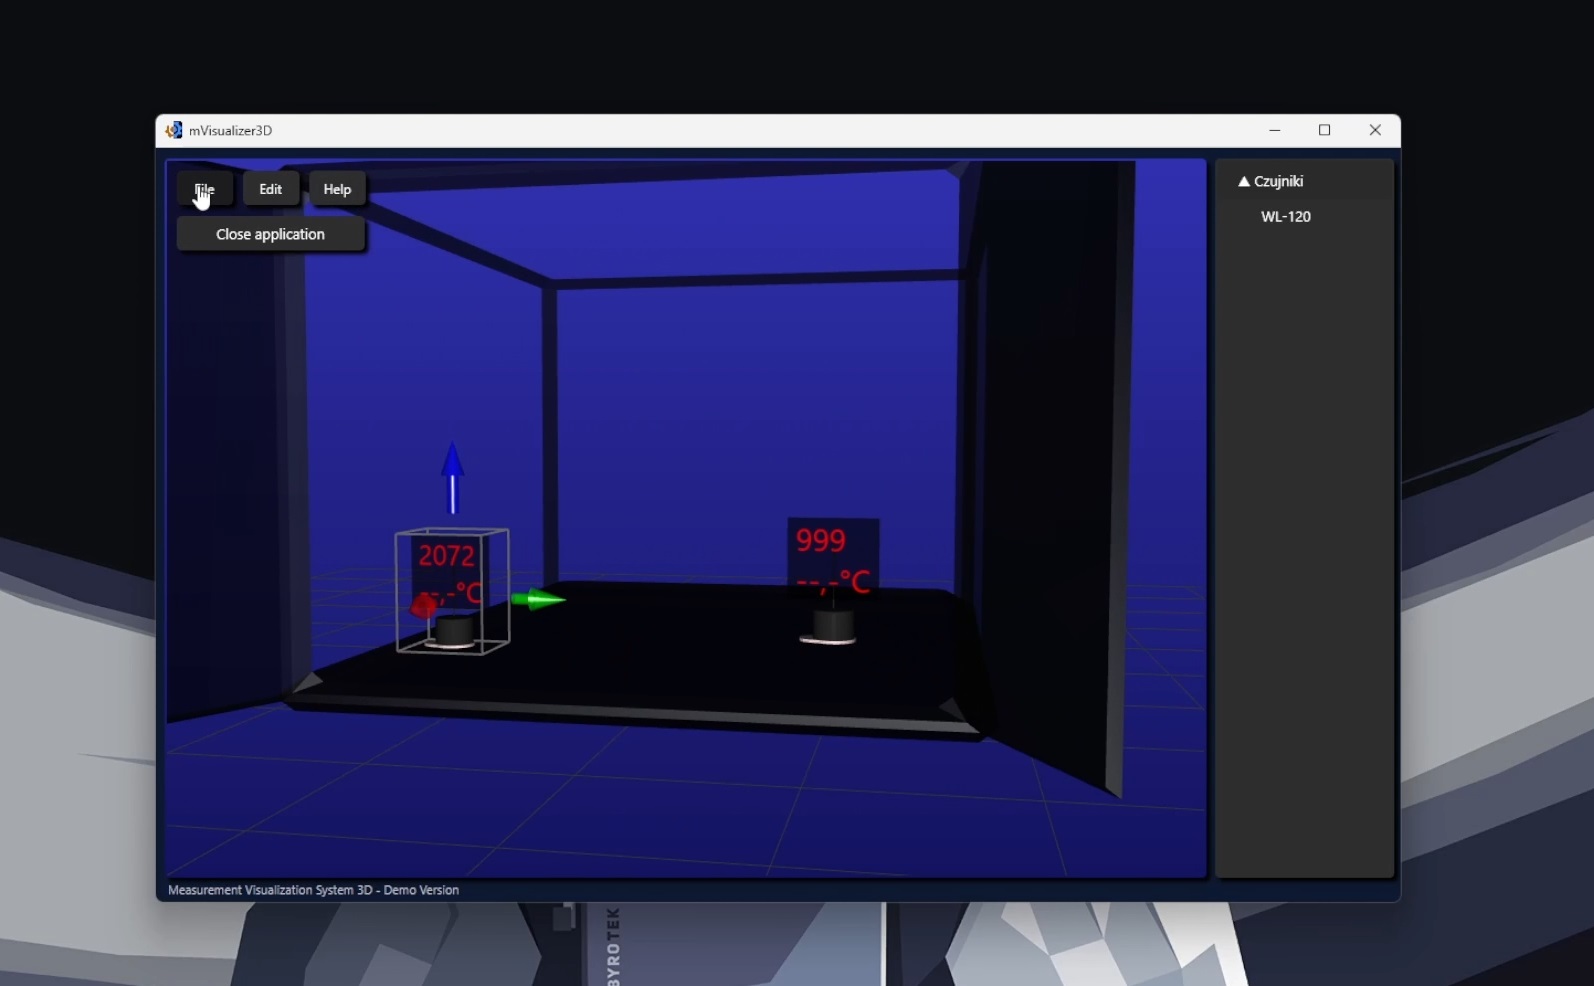 mVisualizer3D
File Edit Help
Close application
2072
--,-°C
999
--,-°C
▲ Czujniki
WL-120
Measurement Visualization System 3D - Demo Version
BYROTEK